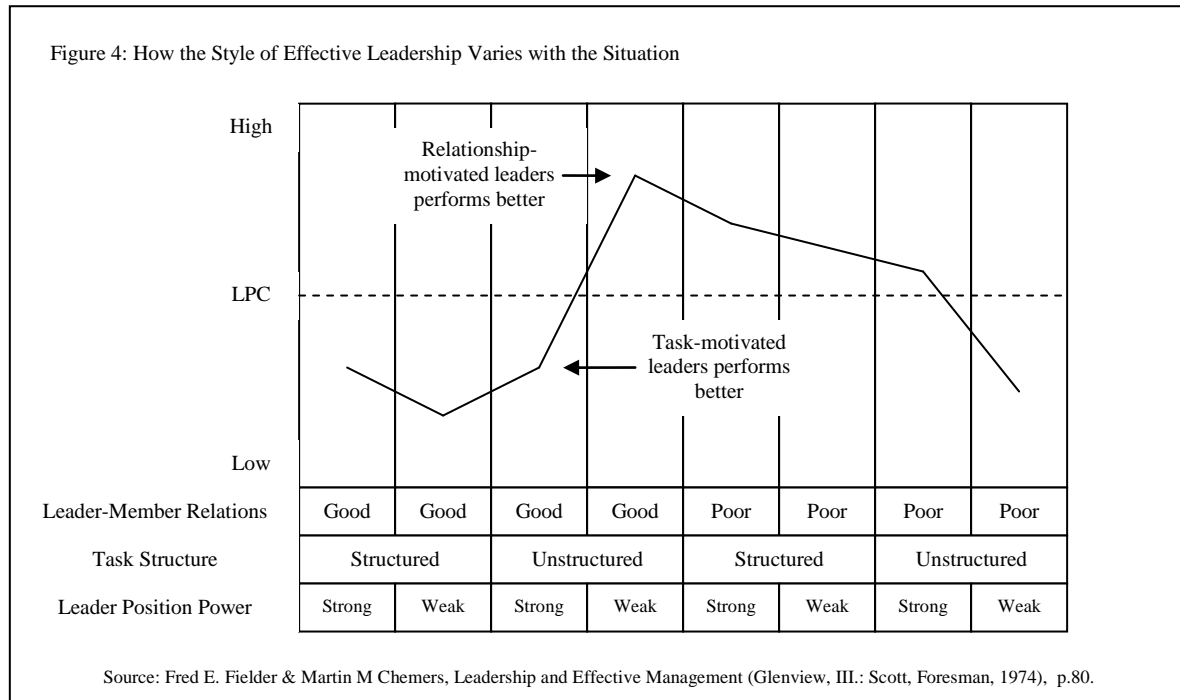 Figure 4: How the Style of Effective Leadership Varies with the Situation
High
Relationship-
motivated leaders
performs better
LPC
Task-motivated
leaders performs
better
Low
Leader-Member Relations Good Good Good Good Poor Poor Poor Poor
Task Structure Structured Unstructured Structured Unstructured
Leader Position Power Strong Weak Strong Weak Strong Weak Strong Weak
Source: Fred E. Fielder & Martin M Chemers, Leadership and Effective Management (Glenview, III.: Scott, Foresman, 1974), p.80.